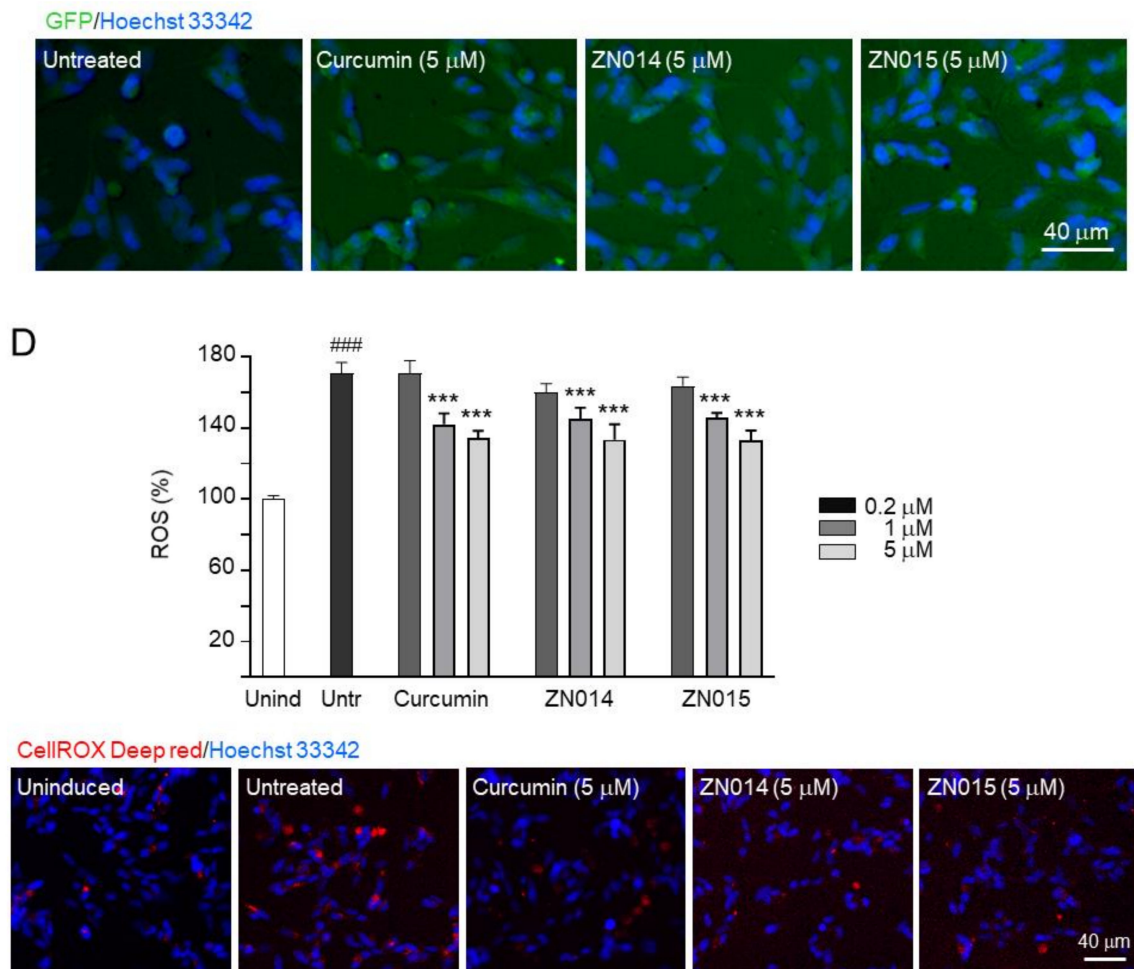 GFP/Hoechst 33342
Untreated
Curcumin (5 μM)
ZN014 (5 μM)
ZN015 (5 μM)
40 μm
D
180
140
100
60
20
ROS (%)
###
*** ***
*** ***
*** ***
Unind Untr Curcumin ZN014 ZN015
0.2 μM
1 μM
5 μM
CellROX Deep red/Hoechst 33342
Uninduced
Untreated
Curcumin (5 μM)
ZN014 (5 μM)
ZN015 (5 μM)
40 μm